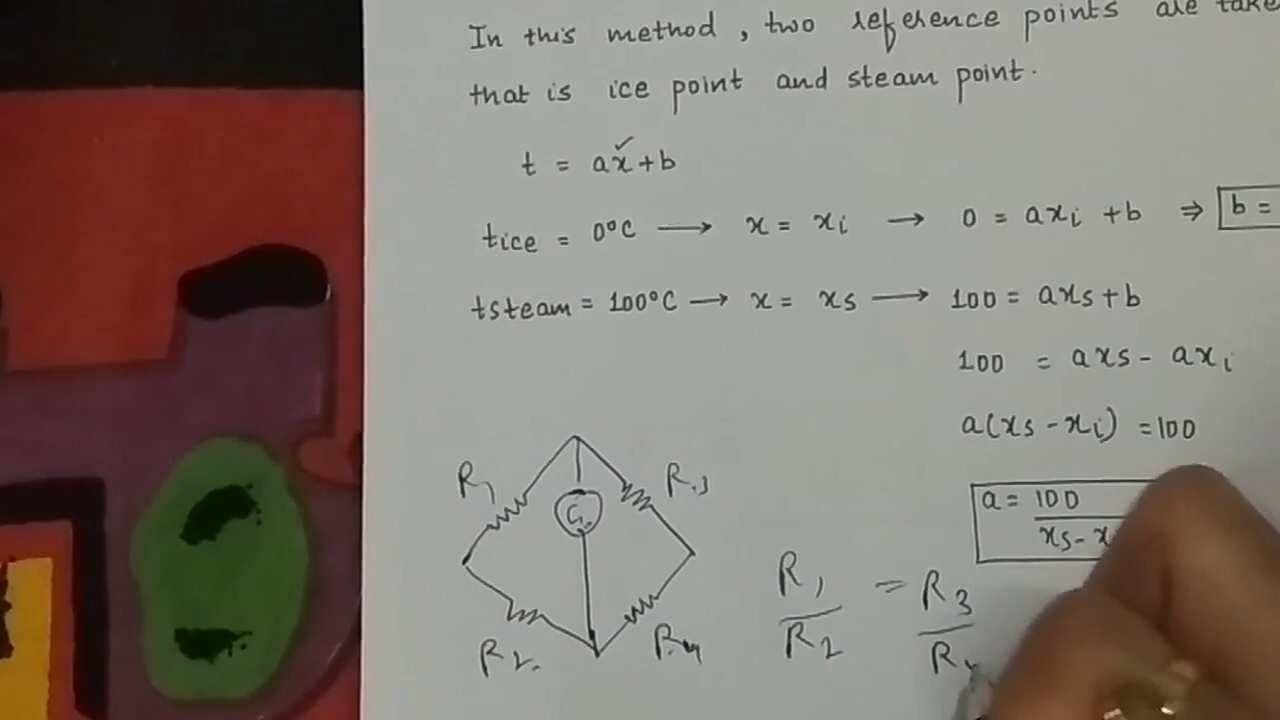 In this method , two reference points are take
that is ice point and steam point.
t = ax + b
tice = 0°C → x = xi → 0 = axi + b ⇒ b =
tsteam = 100°C → x = xs → 100 = axs + b
100 = axs - axi
a(xs - xi) = 100
a = 100
xs - x
R1 R3
G
R2 R4
R1 = R3
R2 R4